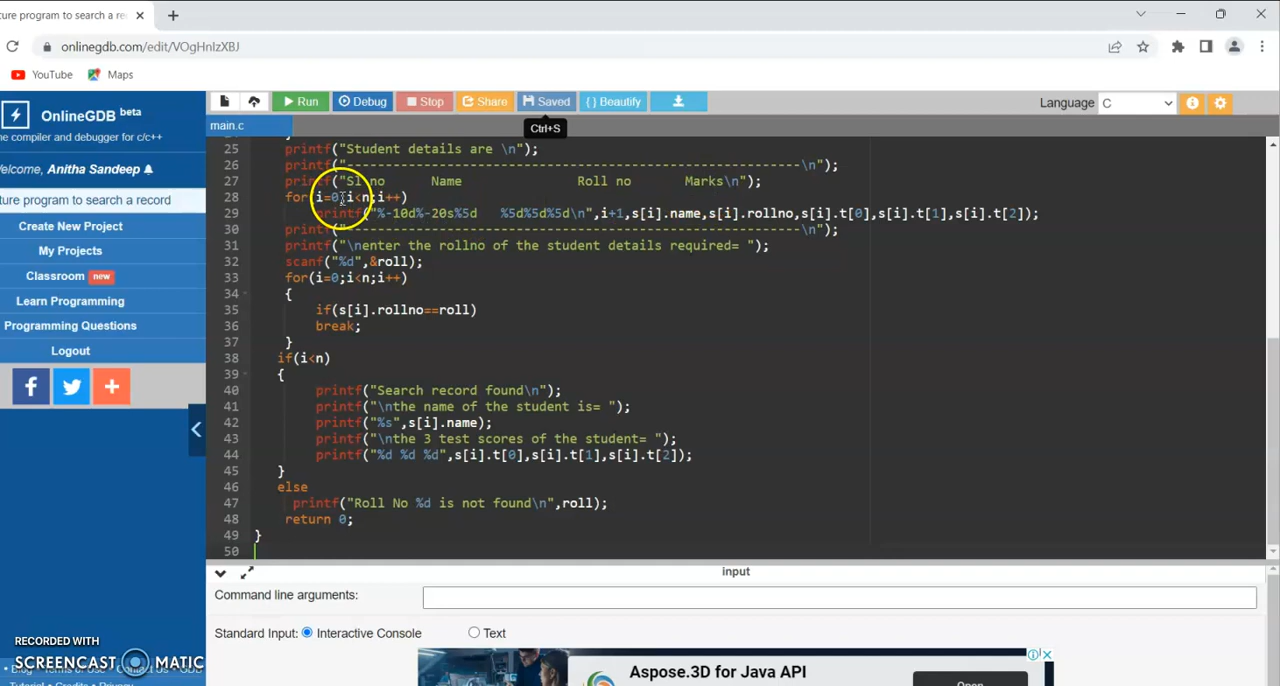 ture program to search a re
onlinegdb.com/edit/VOgHnIzXBJ
YouTube Maps
OnlineGDB beta
ne compiler and debugger for c/c++
Welcome, Anitha Sandeep
ture program to search a record
Create New Project
My Projects
Classroom new
Learn Programming
Programming Questions
Logout
Run Debug Stop Share Saved { } Beautify
Language C
main.c
Ctrl+S
25 printf("Student details are \n");
26 printf("-----------------------------------------------------------\n");
27 printf("Sl no Name Roll no Marks\n");
28 for(i=0;i<n;i++)
29 printf("%-10d%-20s%5d %5d%5d%5d\n",i+1,s[i].name,s[i].rollno,s[i].t[0],s[i].t[1],s[i].t[2]);
30 printf("-----------------------------------------------------------\n");
31 printf("\nenter the rollno of the student details required= ");
32 scanf("%d",&roll);
33 for(i=0;i<n;i++)
34 {
35 if(s[i].rollno==roll)
36 break;
37 }
38 if(i<n)
39 {
40 printf("Search record found\n");
41 printf("\nthe name of the student is= ");
42 printf("%s",s[i].name);
43 printf("\nthe 3 test scores of the student= ");
44 printf("%d %d %d",s[i].t[0],s[i].t[1],s[i].t[2]);
45 }
46 else
47 printf("Roll No %d is not found\n",roll);
48 return 0;
49 }
50
input
Command line arguments:
Standard Input: Interactive Console Text
RECORDED WITH
SCREENCAST MATIC
Aspose.3D for Java API
Open